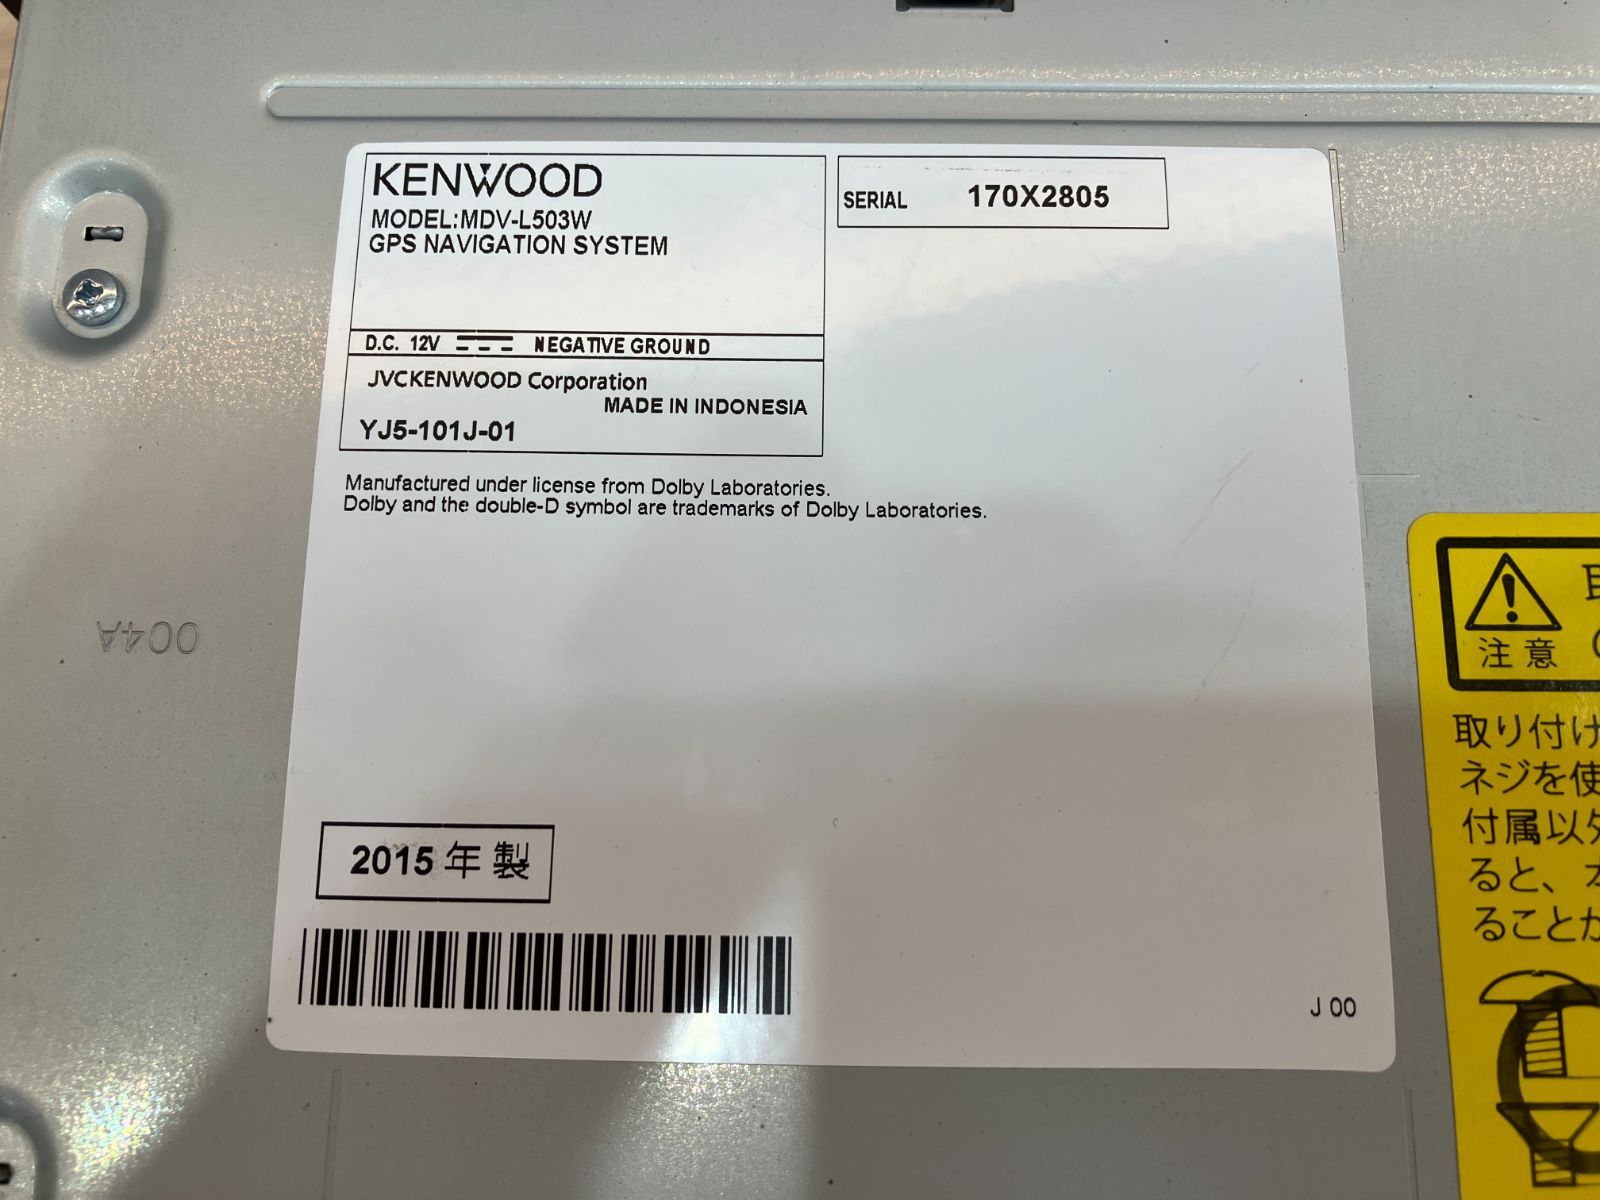 KENWOOD
MODEL:MDV-L503W
GPS NAVIGATION SYSTEM
SERIAL 170X2805
D.C. 12V NEGATIVE GROUND
JVCKENWOOD Corporation
MADE IN INDONESIA
YJ5-101J-01
Manufactured under license from Dolby Laboratories.
Dolby and the double-D symbol are trademarks of Dolby Laboratories.
004A
2015 年 製
J 00
注 意
取り付け
ネジを使
付属以外
ると、本
ることが